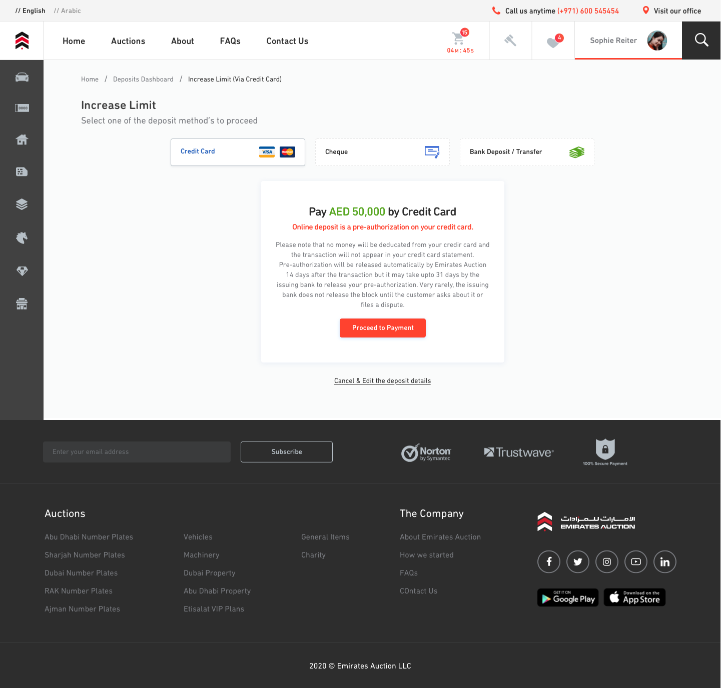 // English // Arabic
Call us anytime (+971) 600 545454 Visit our office
Home Auctions About FAQs Contact Us
15
04M : 45S
4
Sophie Reiter
Home / Deposits Dashboard / Increase Limit (Via Credit Card)
Increase Limit
Select one of the deposit method's to proceed
Credit Card VISA
Cheque
Bank Deposit / Transfer
Pay AED 50,000 by Credit Card
Online deposit is a pre-authorization on your credit card.
Please note that no money will be deducated from your credir card and
the transaction will not appear in your credit card statement.
Pre-authorization will be released automatically by Emirates Auction
14 days after the transaction but it may take upto 31 days by the
issuing bank to release your pre-authorization. Very rarely, the issuing
bank does not release the block until the customer asks about it or
files a dispute.
Proceed to Payment
Cancel & Edit the deposit details
Enter your email address
Subscribe
Norton
by Symantec
Trustwave
100% Secure Payment
Auctions
Abu Dhabi Number Plates
Sharjah Number Plates
Dubai Number Plates
RAK Number Plates
Ajman Number Plates
Vehicles
Machinery
Dubai Property
Abu Dhabi Property
Etisalat VIP Plans
General Items
Charity
The Company
About Emirates Auction
How we started
FAQs
COntact Us
الامارات للمزادات
EMIRATES AUCTION
GET IT ON
Google Play
Download on the
App Store
2020 © Emirates Auction LLC